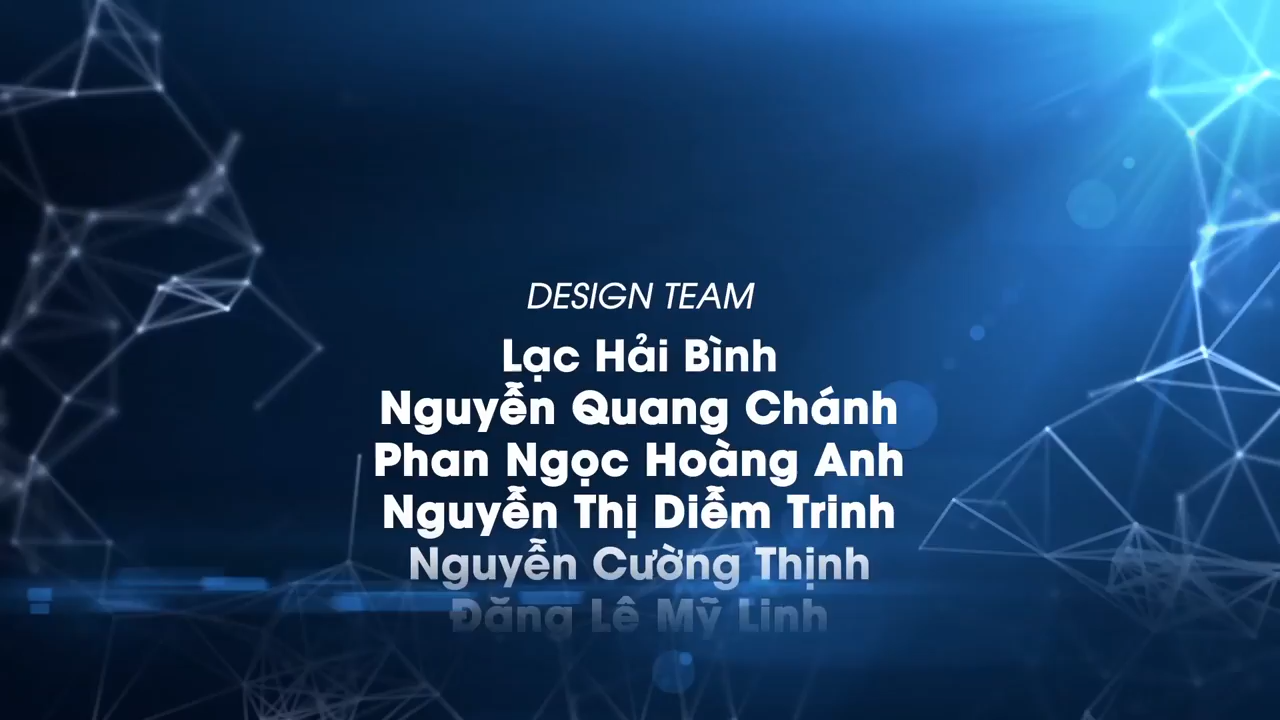 DESIGN TEAM
Lạc Hải Bình
Nguyễn Quang Chánh
Phan Ngọc Hoàng Anh
Nguyễn Thị Diễm Trinh
Nguyễn Cường Thịnh
Đặng Lê Mỹ Linh